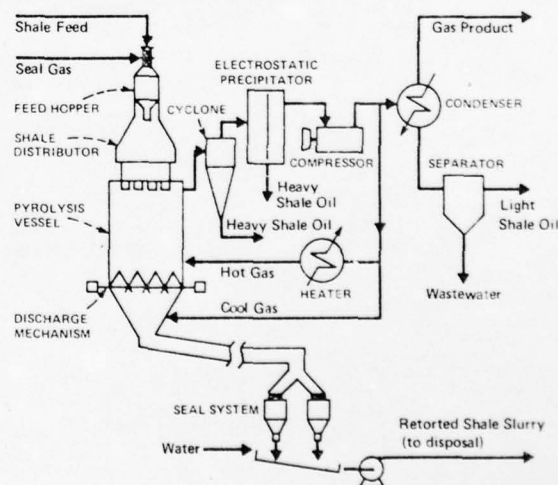 Shale Feed
Seal Gas
FEED HOPPER
SHALE
DISTRIBUTOR
PYROLYSIS
VESSEL
DISCHARGE
MECHANISM
CYCLONE
ELECTROSTATIC
PRECIPITATOR
Heavy
Shale Oil
Heavy Shale Oil
COMPRESSOR
Gas Product
CONDENSER
SEPARATOR
Light
Shale Oil
Wastewater
Hot Gas
HEATER
Cool Gas
SEAL SYSTEM
Water
Retorted Shale Slurry
(to disposal)